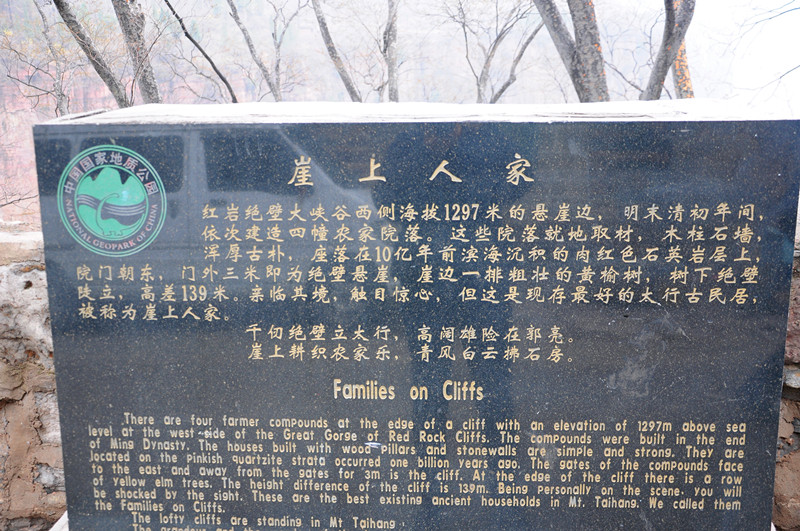 中国国家地质公园
NATIONAL GEOPARK OF CHINA
崖上人家
红岩绝壁大峡谷西侧海拔1297米的悬崖边，明末清初年间，
依次建造四幢农家院落。这些院落就地取材，木柱石墙，
浑厚古朴，座落在10亿年前滨海沉积的肉红色石英岩层上，
院门朝东，门外三米即为绝壁悬崖，崖边一排粗壮的黄榆树，树下绝壁
陡立，高差139米。亲临其境，触目惊心，但这是现存最好的太行古民居，
被称为崖上人家。
千仞绝壁立太行，高阔雄险在郭亮。
崖上耕织农家乐，青风白云拂石房。
Families on Cliffs
There are four farmer compounds at the edge of a cliff with an elevation of 1297m above sea
level at the west side of the Great Gorge of Red Rock Cliffs. The compounds were built in the end
of Ming Dynasty. The houses built with wood pillars and stonewalls are simple and strong. They are
located on the Pinkish quartzite strata occurred one billion years ago. The gates of the compounds face
to the east and away from the gates for 3m is the cliff. At the edge of the cliff there is a row
of yellow elm trees. The height difference of the cliff is 139m. Being personally on the scene, you will
be shocked by the sight. These are the best existing ancient households in Mt. Taihang. We called them
the Families on Cliffs.
The lofty cliffs are standing in Mt Taihang